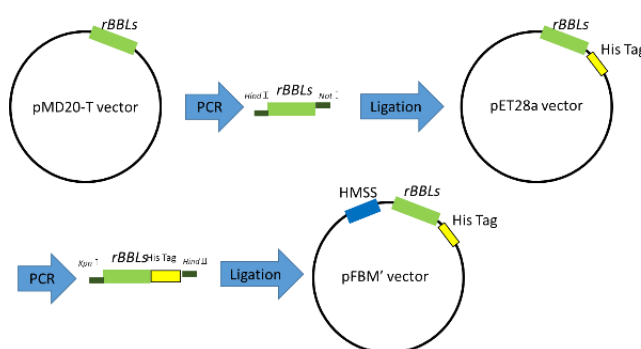 rBBLs
pMD20-T vector
PCR
Hind
rBBLs
Not
Ligation
rBBLs
His Tag
pET28a vector
PCR
Kpn
rBBLs
His Tag
Hind
Ligation
HMSS
rBBLs
His Tag
pFBM' vector